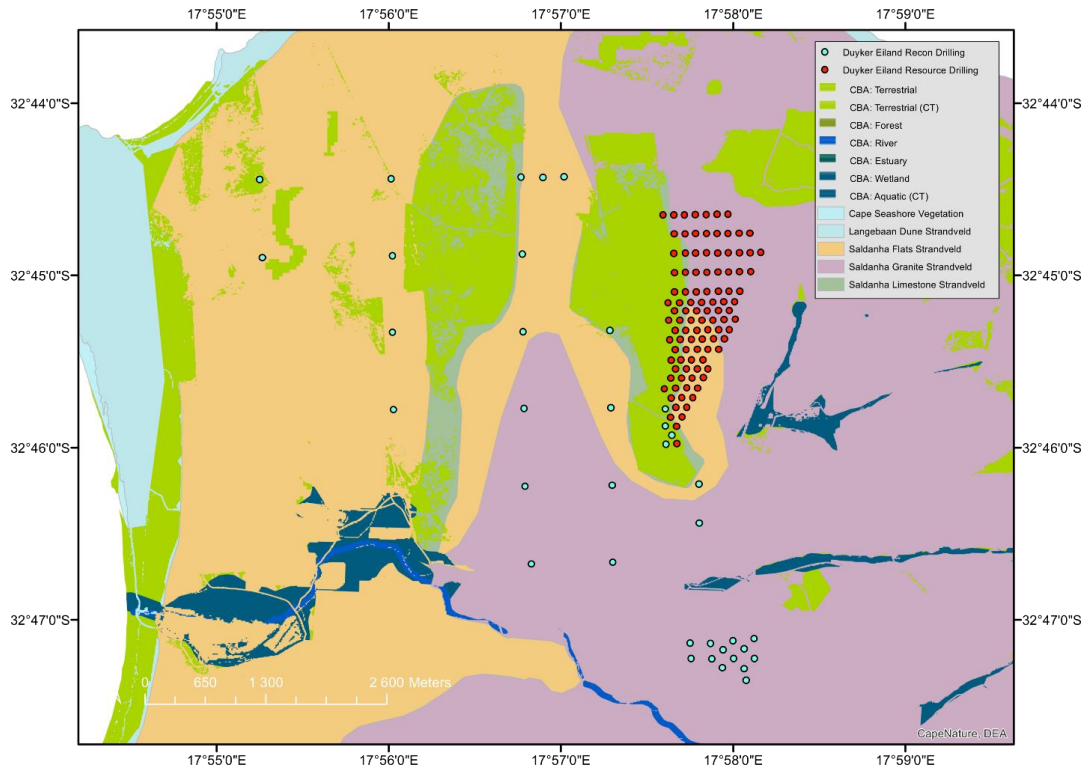 17°55'0"E 17°56'0"E 17°57'0"E 17°58'0"E 17°59'0"E
32°44'0"S 32°44'0"S
32°45'0"S 32°45'0"S
32°46'0"S 32°46'0"S
32°47'0"S 32°47'0"S
Duyker Eiland Recon Drilling
Duyker Eiland Resource Drilling
CBA: Terrestrial
CBA: Terrestrial (CT)
CBA: Forest
CBA: River
CBA: Estuary
CBA: Wetland
CBA: Aquatic (CT)
Cape Seashore Vegetation
Langebaan Dune Strandveld
Saldanha Flats Strandveld
Saldanha Granite Strandveld
Saldanha Limestone Strandveld
0 650 1 300 2 600 Meters
CapeNature, DEA
17°55'0"E 17°56'0"E 17°57'0"E 17°58'0"E 17°59'0"E